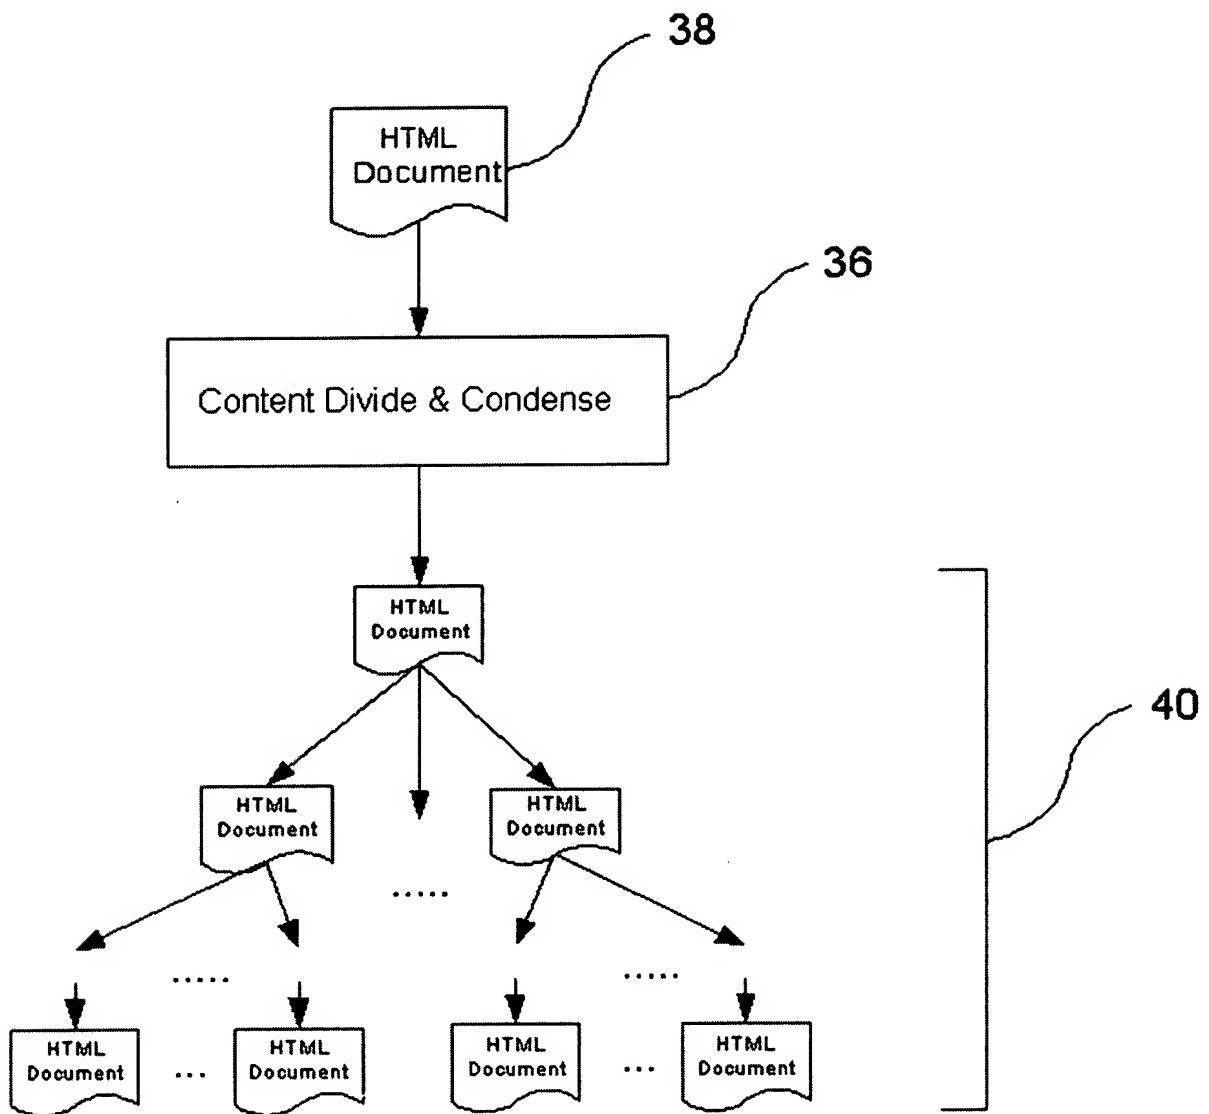 38
HTML
Document
36
Content Divide & Condense
HTML
Document
40
HTML
Document
HTML
Document
.....
.....
.....
HTML
Document
...
HTML
Document
HTML
Document
...
HTML
Document